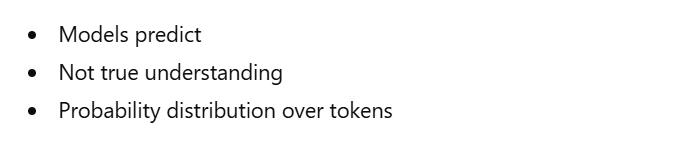 • Models predict
• Not true understanding
• Probability distribution over tokens